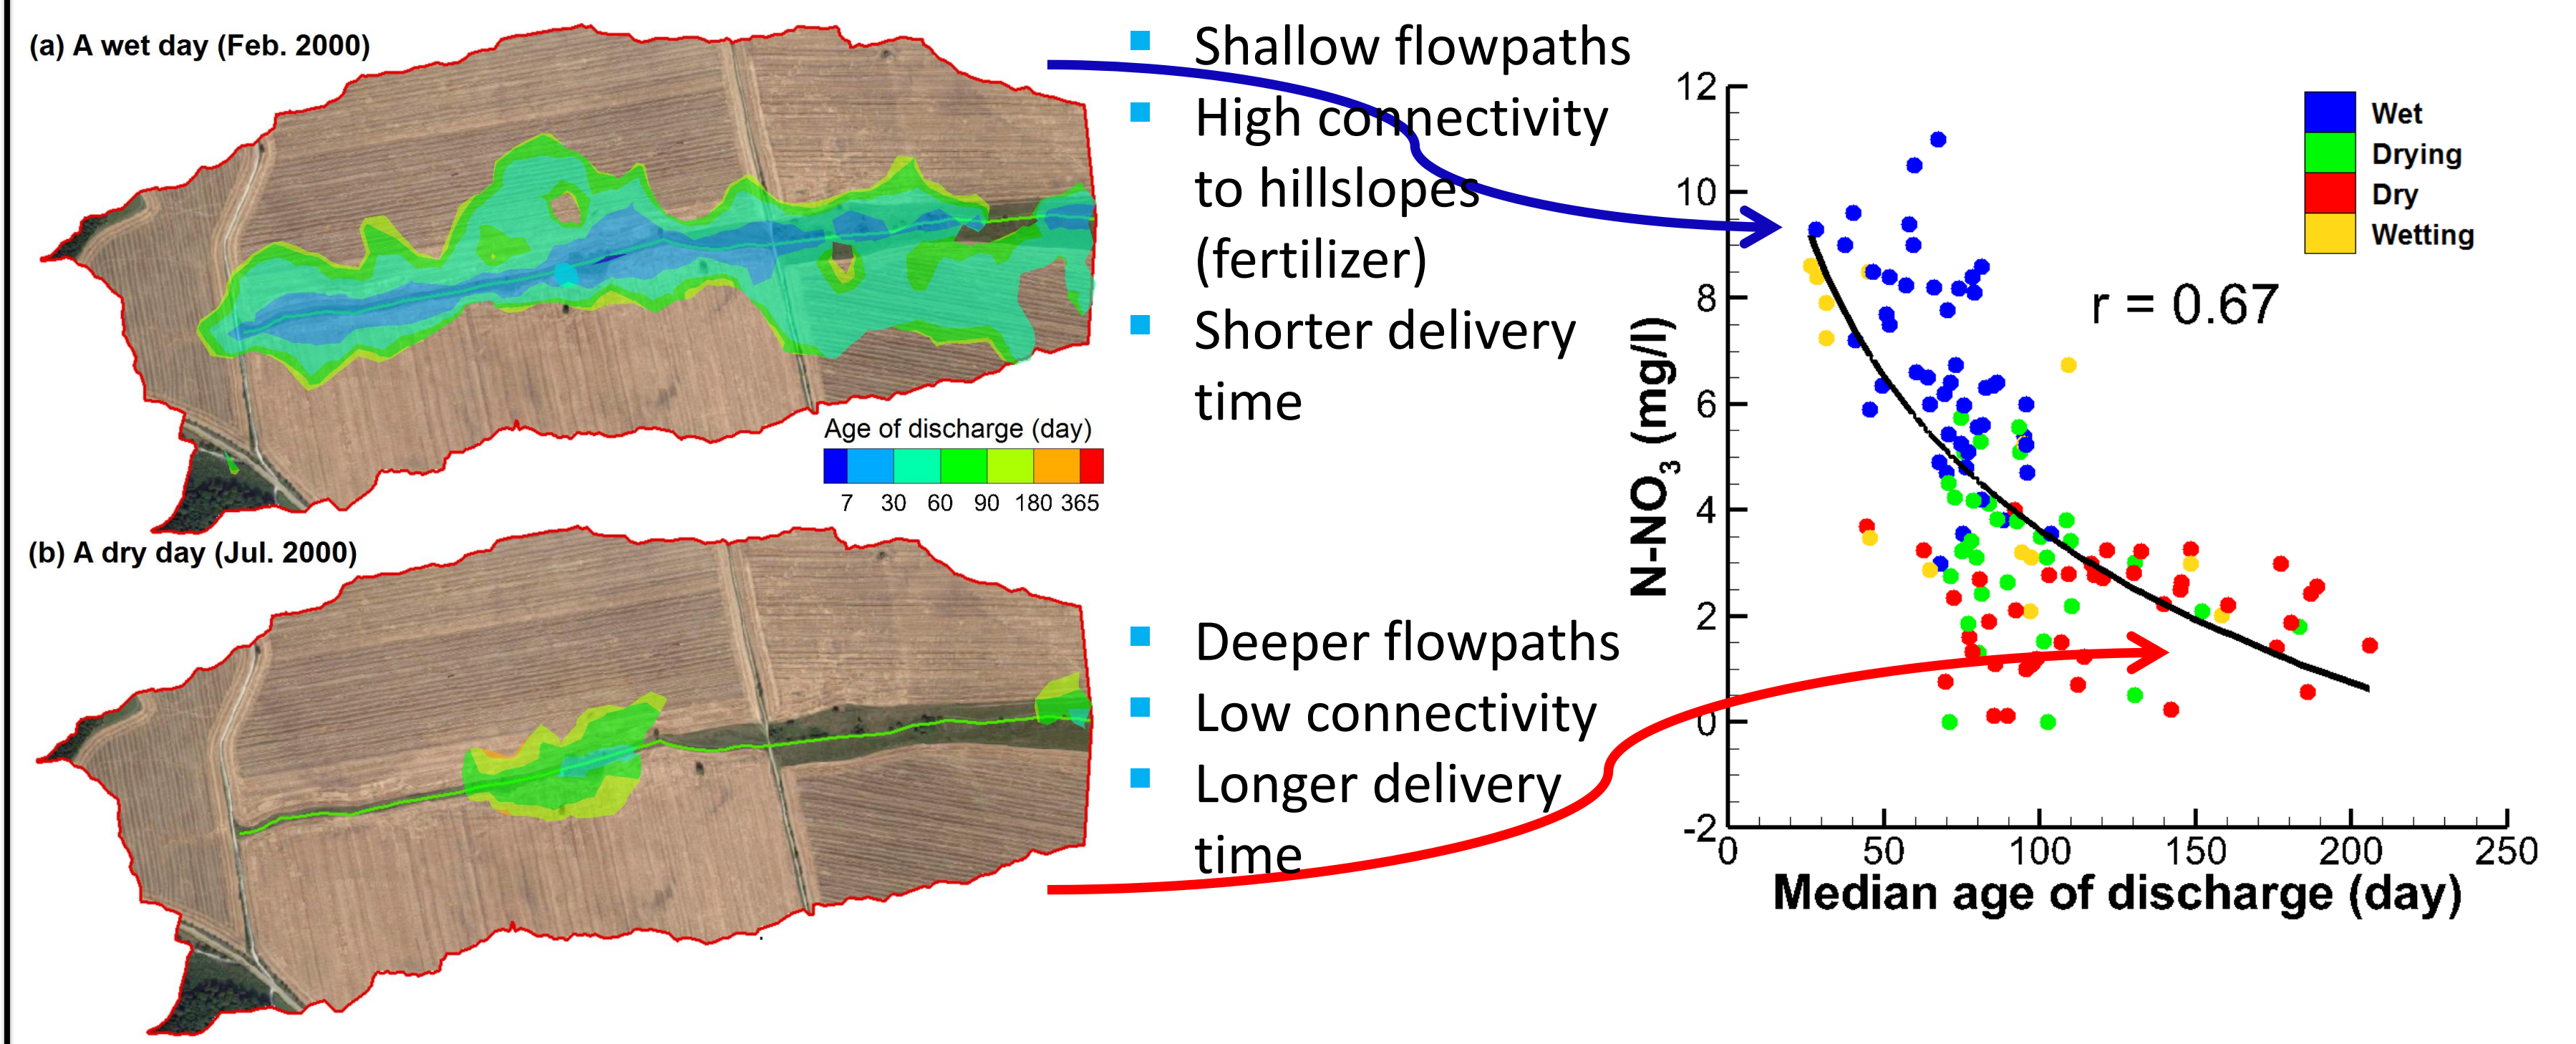 (a) A wet day (Feb. 2000)
Age of discharge (day)
7 30 60 90 180 365
(b) A dry day (Jul. 2000)
▪ Shallow flowpaths
▪ High connectivity
to hillslopes
(fertilizer)
▪ Shorter delivery
time
▪ Deeper flowpaths
▪ Low connectivity
▪ Longer delivery
time
12
10
8
6
4
2
0
-2
N-NO3 (mg/l)
Wet
Drying
Dry
Wetting
r = 0.67
0 50 100 150 200 250
Median age of discharge (day)